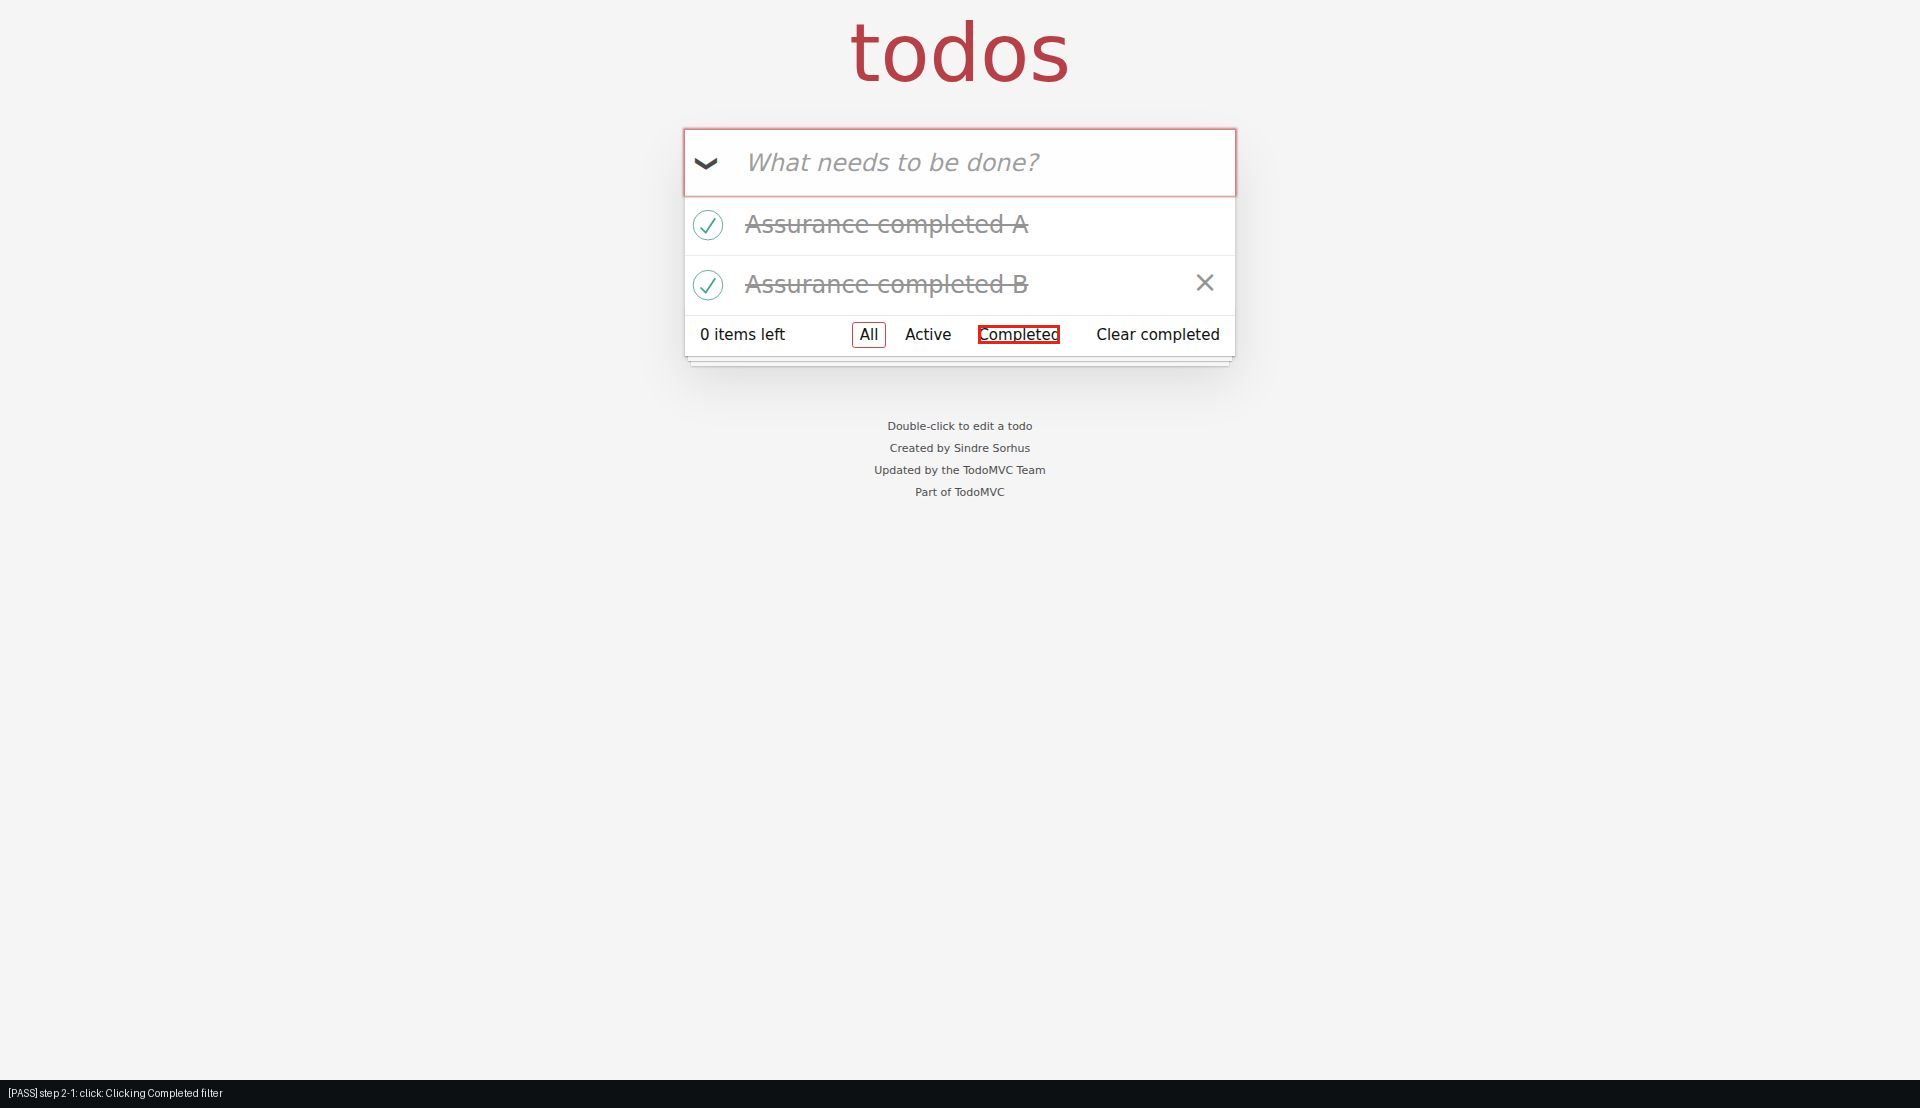 todos
What needs to be done?
Assurance completed A
Assurance completed B
0 items left All Active Completed Clear completed
Double-click to edit a todo
Created by Sindre Sorhus
Updated by the TodoMVC Team
Part of TodoMVC
[PASS] step 2-1: click: Clicking Completed filter